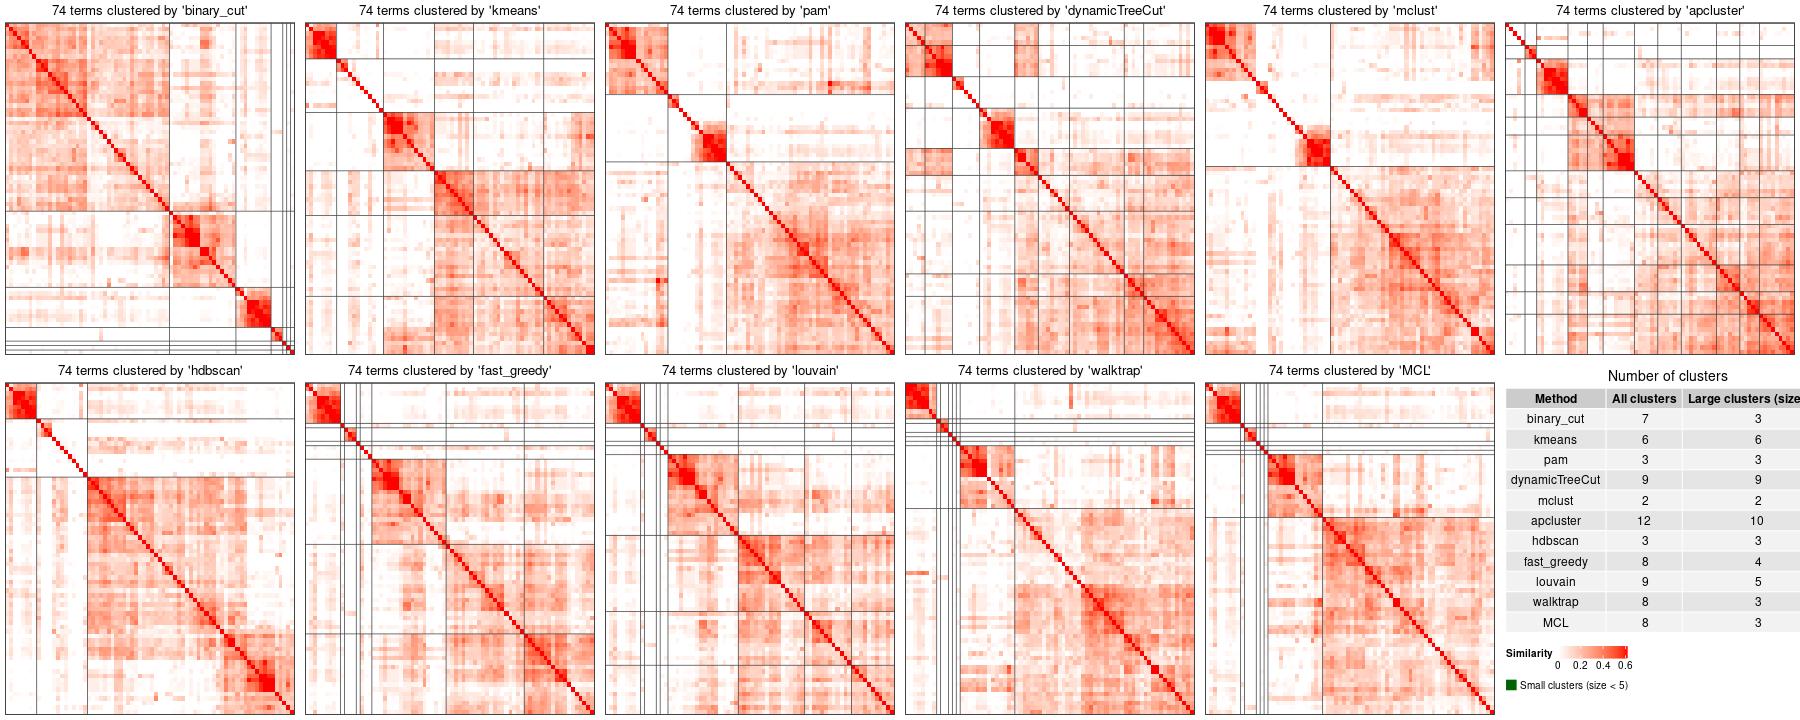 74 terms clustered by 'binary_cut'
74 terms clustered by 'kmeans'
74 terms clustered by 'pam'
74 terms clustered by 'dynamicTreeCut'
74 terms clustered by 'mclust'
74 terms clustered by 'apcluster'
74 terms clustered by 'hdbscan'
74 terms clustered by 'fast_greedy'
74 terms clustered by 'louvain'
74 terms clustered by 'walktrap'
74 terms clustered by 'MCL'
Number of clusters
Method All clusters Large clusters (size
binary_cut 7 3
kmeans 6 6
pam 3 3
dynamicTreeCut 9 9
mclust 2 2
apcluster 12 10
hdbscan 3 3
fast_greedy 8 4
louvain 9 5
walktrap 8 3
MCL 8 3
Similarity
0 0.2 0.4 0.6
Small clusters (size < 5)